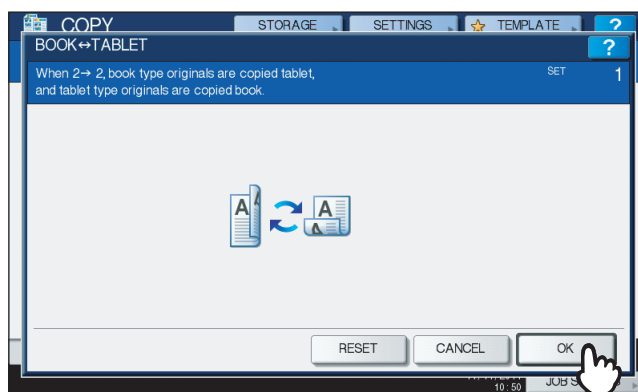 COPY STORAGE SETTINGS TEMPLATE ?
BOOK↔TABLET ?
When 2→ 2, book type originals are copied tablet, SET 1
and tablet type originals are copied book.
A A A A
RESET CANCEL OK
10:50 JOB S